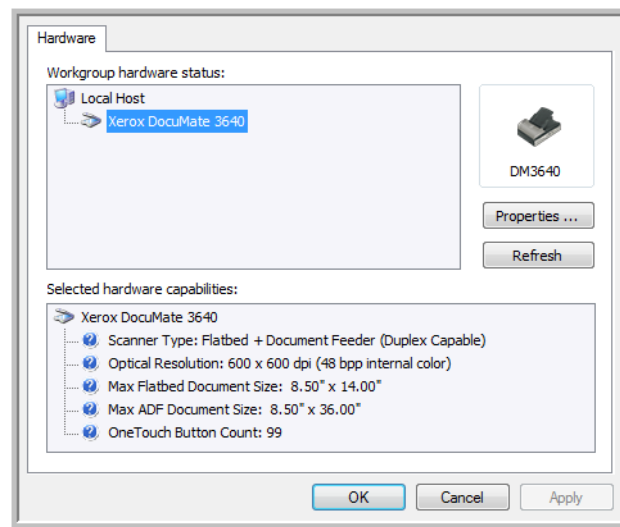 Hardware
Workgroup hardware status:
Local Host
Xerox DocuMate 3640
DM3640
Properties ...
Refresh
Selected hardware capabilities:
Xerox DocuMate 3640
Scanner Type: Flatbed + Document Feeder (Duplex Capable)
Optical Resolution: 600 x 600 dpi (48 bpp internal color)
Max Flatbed Document Size: 8.50" x 14.00"
Max ADF Document Size: 8.50" x 36.00"
OneTouch Button Count: 99
OK Cancel Apply